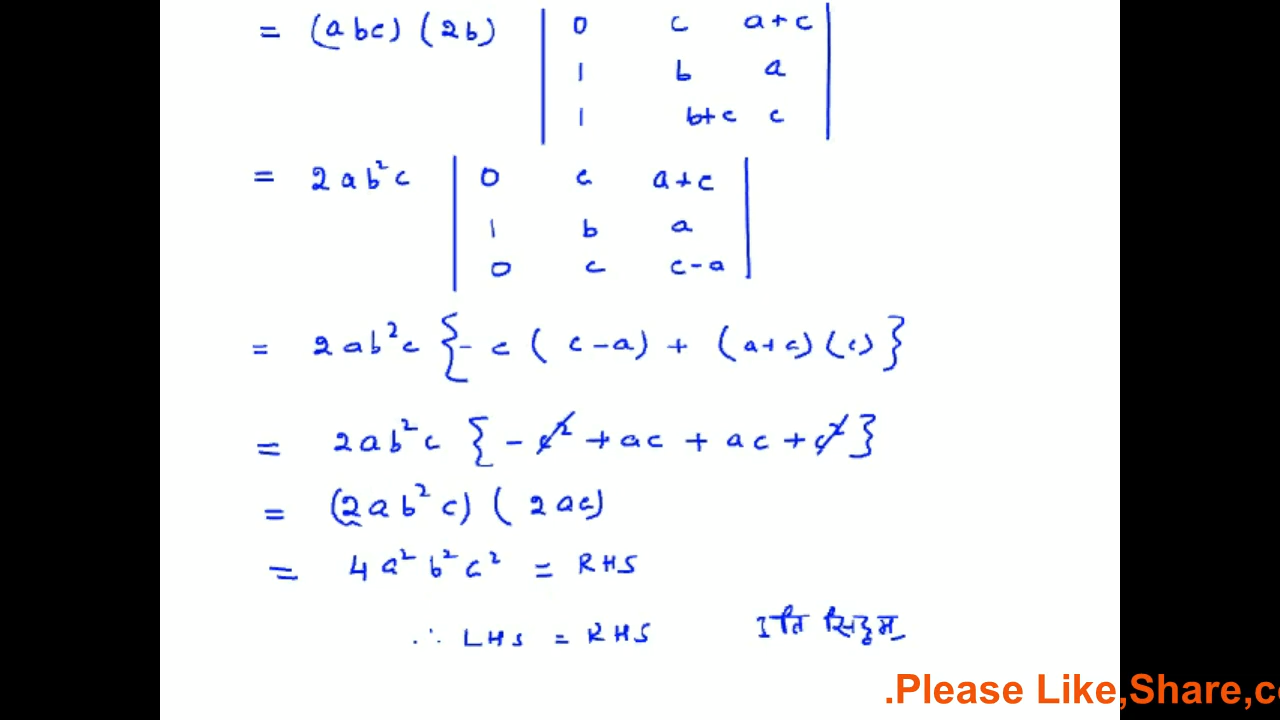 = (abc) (2b) | 0 c a+c |
| 1 b a |
| 1 b+c c |
= 2ab²c | 0 c a+c |
| 1 b a |
| 0 c c-a |
= 2ab²c {- c ( c-a) + (a+c) (c)}
= 2ab²c { - c² + ac + ac + c² }
= (2ab²c) ( 2ac)
= 4a²b²c² = RHS
∴ LHS = RHS इति सिद्धम्
.Please Like,Share,c